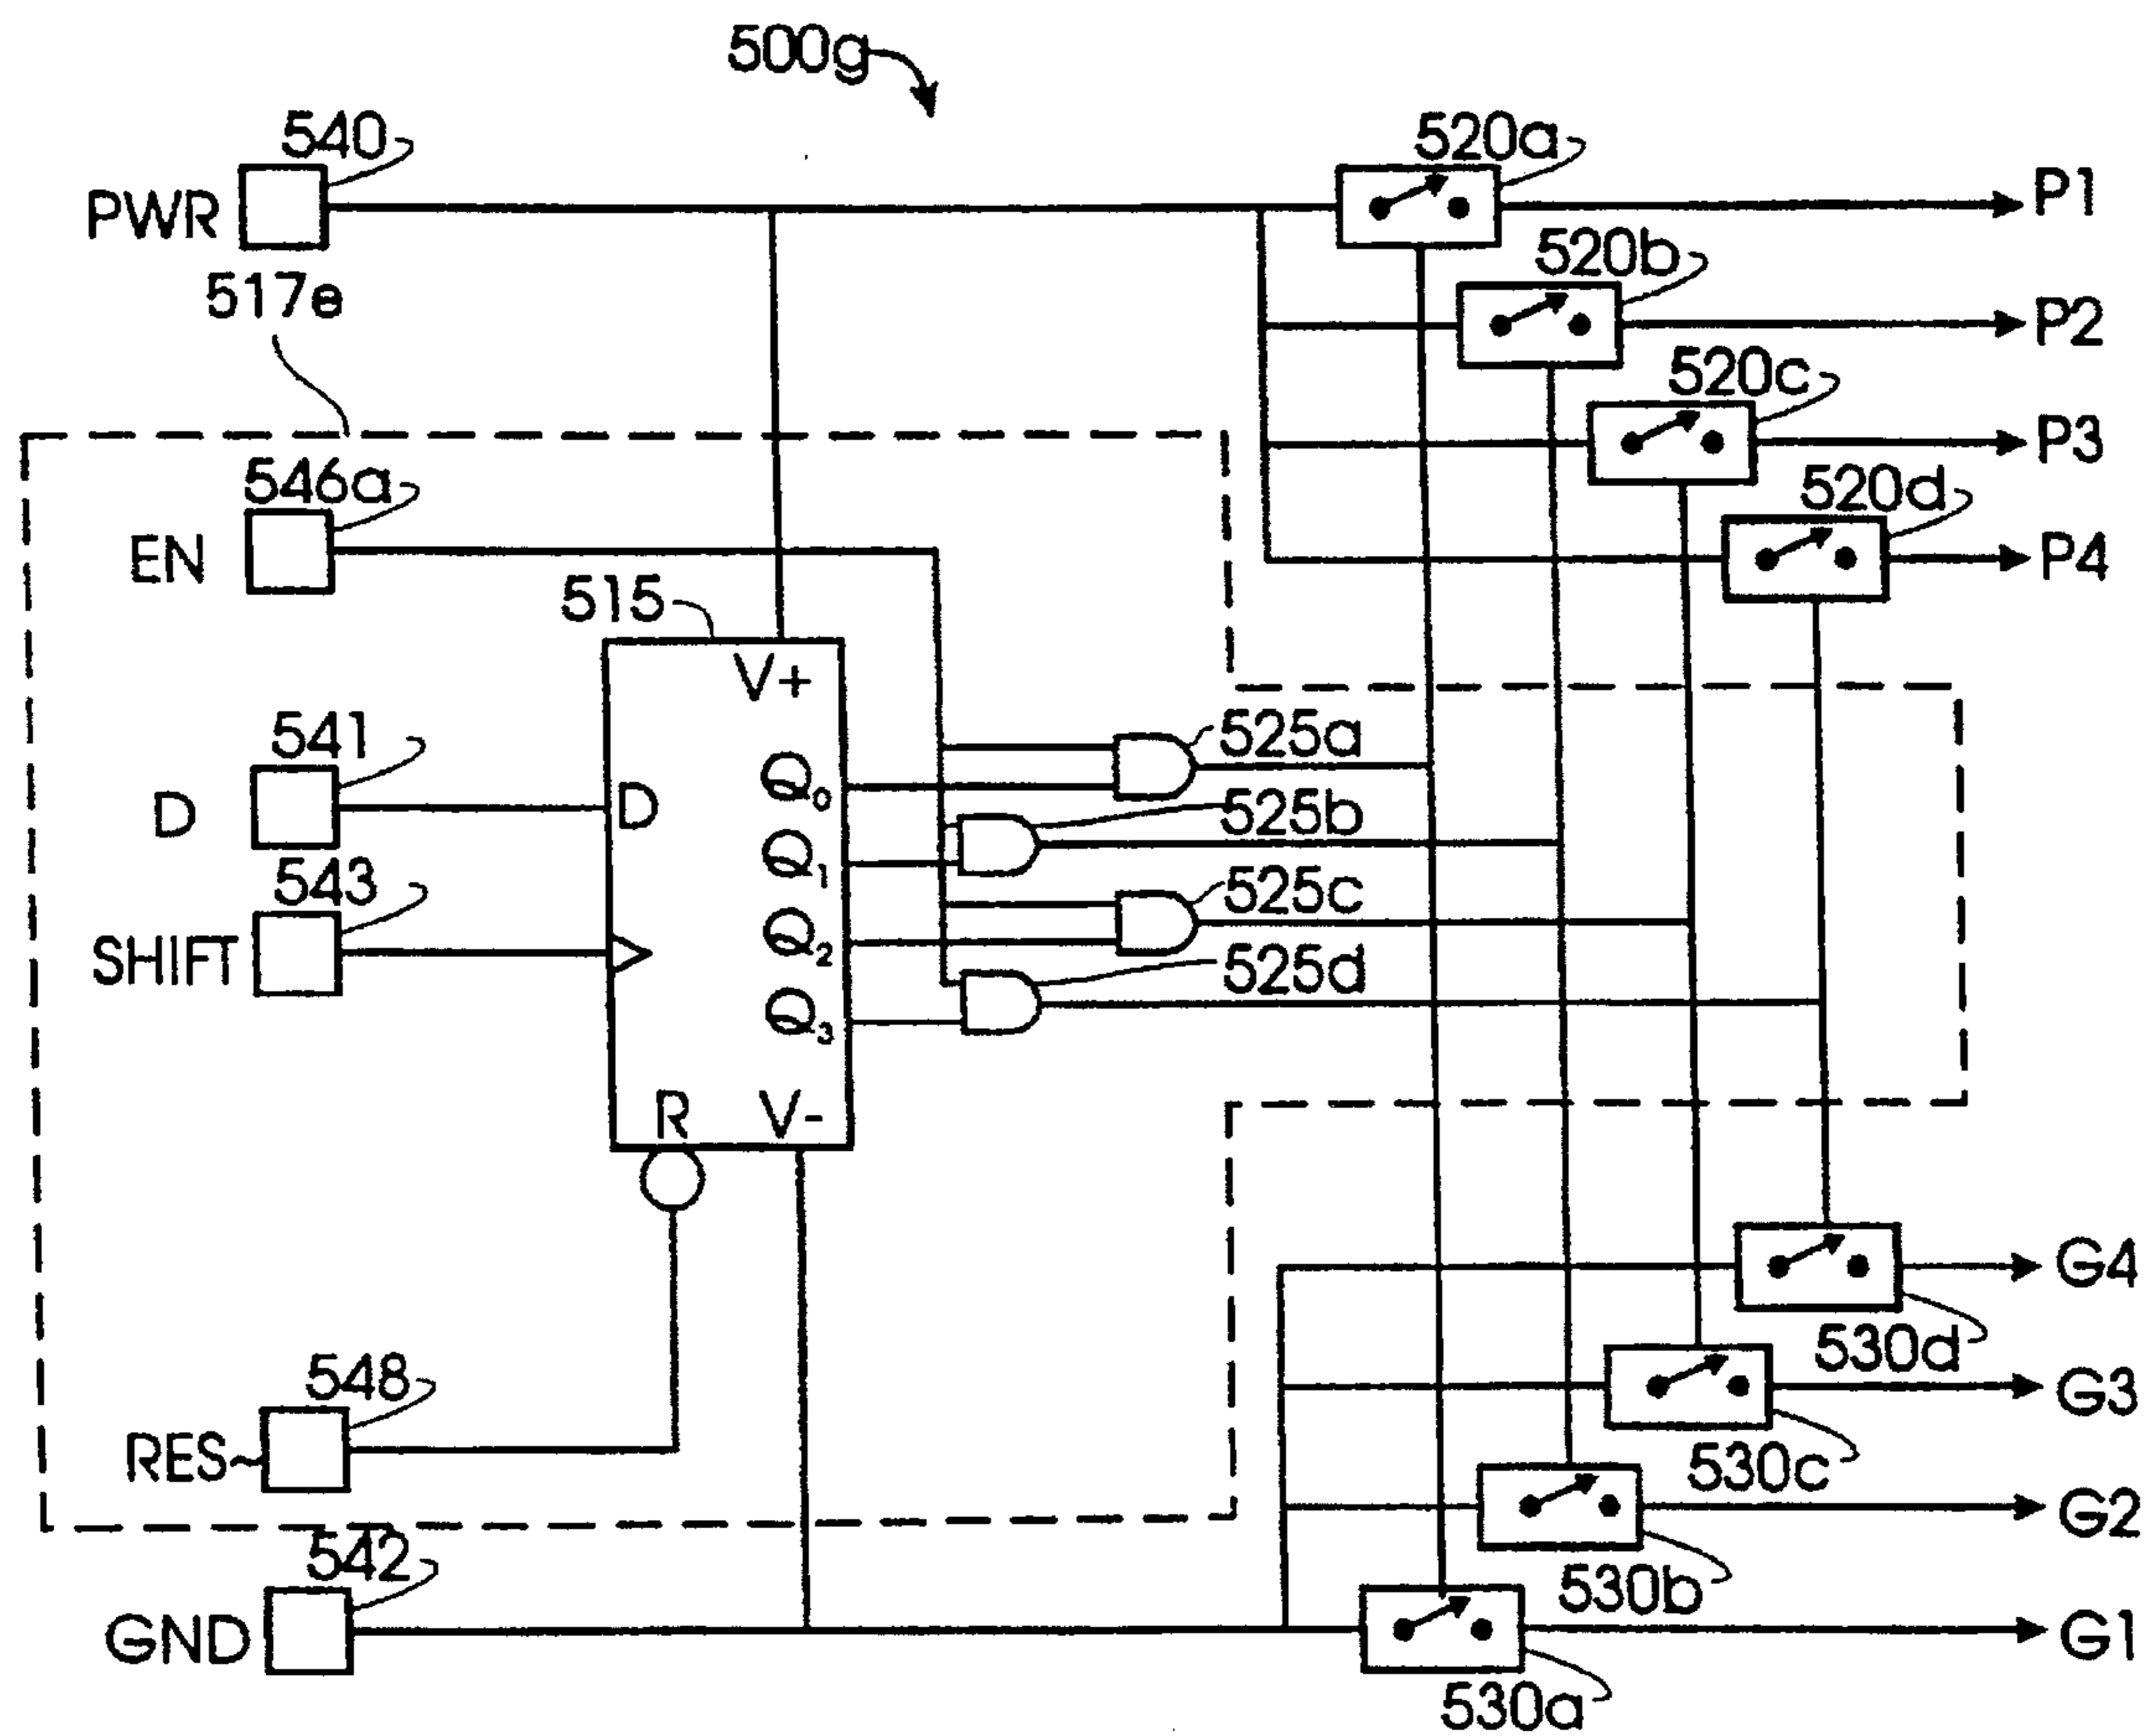 500g
540
520a
PWR
P1
520b
517e
P2
520c
P3
546a
520d
EN
P4
515
V+
541
525a
D
D
Q0
525b
543
Q1
525c
SHIFT
Q2
525d
Q3
R
V-
G4
530d
548
G3
RES~
530c
G2
542
530b
GND
G1
530a